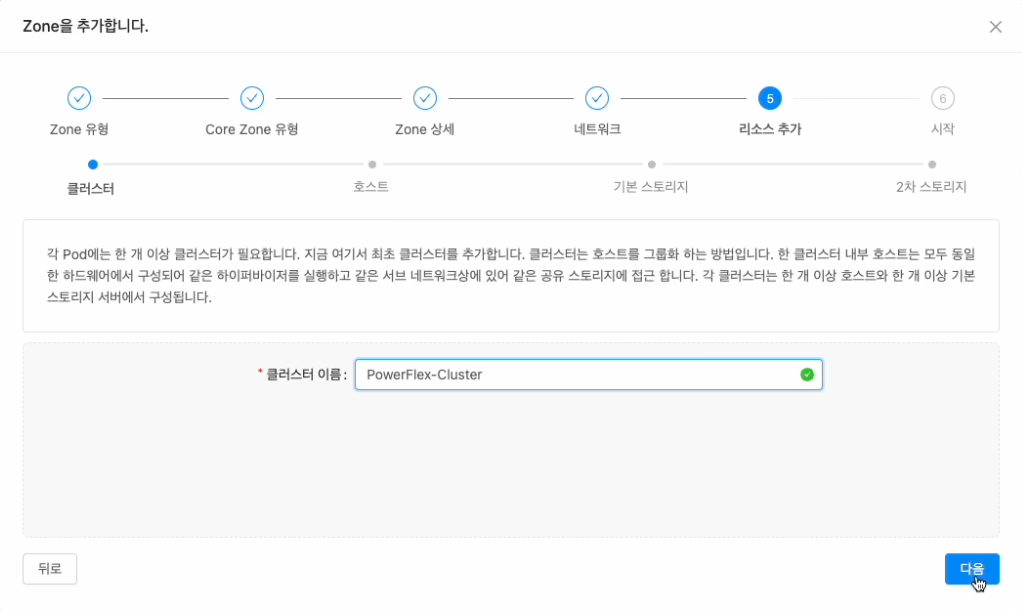 Zone을 추가합니다.
Zone 유형
Core Zone 유형
Zone 상세
네트워크
5
리소스 추가
6
시작
클러스터
호스트
기본 스토리지
2차 스토리지
각 Pod에는 한 개 이상 클러스터가 필요합니다. 지금 여기서 최초 클러스터를 추가합니다. 클러스터는 호스트를 그룹화 하는 방법입니다. 한 클러스터 내부 호스트는 모두 동일
한 하드웨어에서 구성되어 같은 하이퍼바이저를 실행하고 같은 서브 네트워크상에 있어 같은 공유 스토리지에 접근 합니다. 각 클러스터는 한 개 이상 호스트와 한 개 이상 기본
스토리지 서버에서 구성됩니다.
* 클러스터 이름 : PowerFlex-Cluster
뒤로
다음